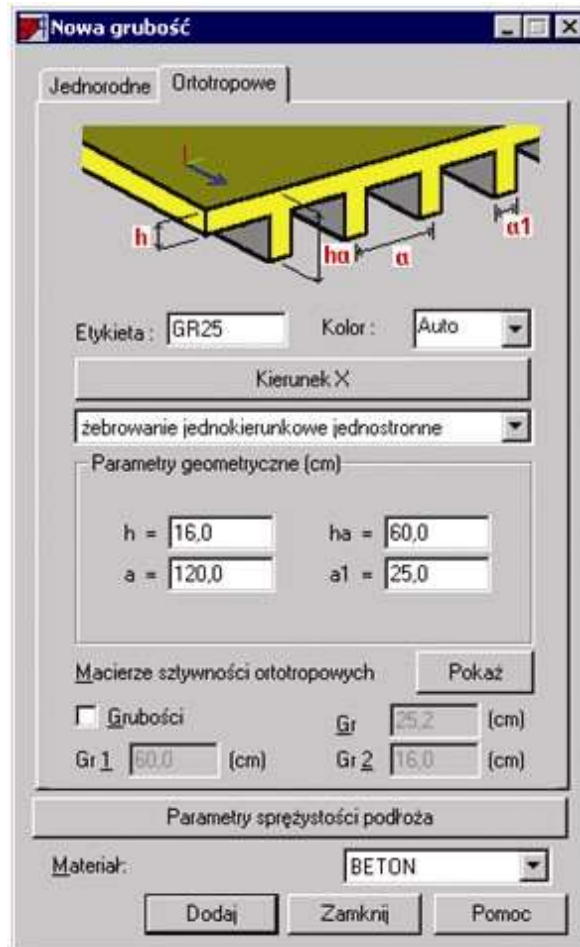 Nowa grubość
Jednorodne Ortotropowe
h ha a a1
Etykieta : GR25 Kolor : Auto
Kierunek X
żebrowanie jednokierunkowe jednostronne
Parametry geometryczne (cm)
h = 16,0 ha = 60,0
a = 120,0 a1 = 25,0
Macierze sztywności ortotropowych Pokaż
Grubości Gr 25,2 (cm)
Gr 1 60,0 (cm) Gr 2 16,0 (cm)
Parametry sprężystości podłoża
Materiał: BETON
Dodaj Zamknij Pomoc